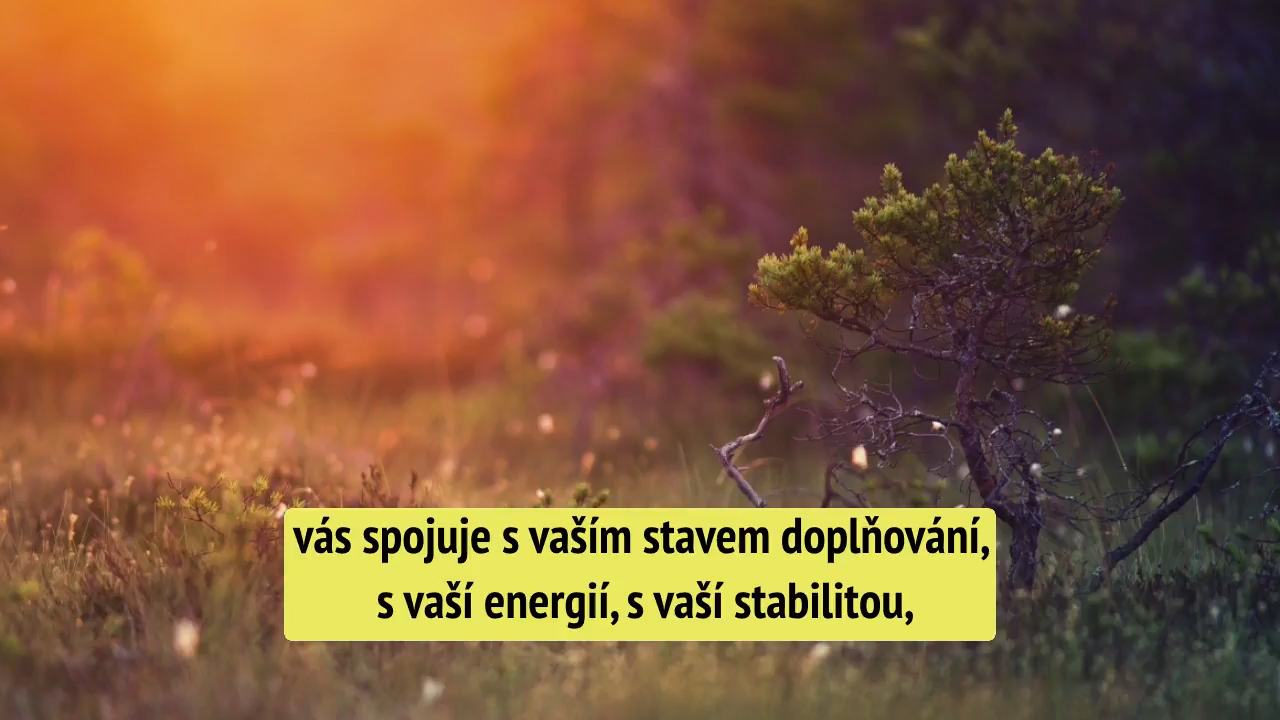 vás spojuje s vaším stavem doplňování,
s vaší energií, s vaší stabilitou,